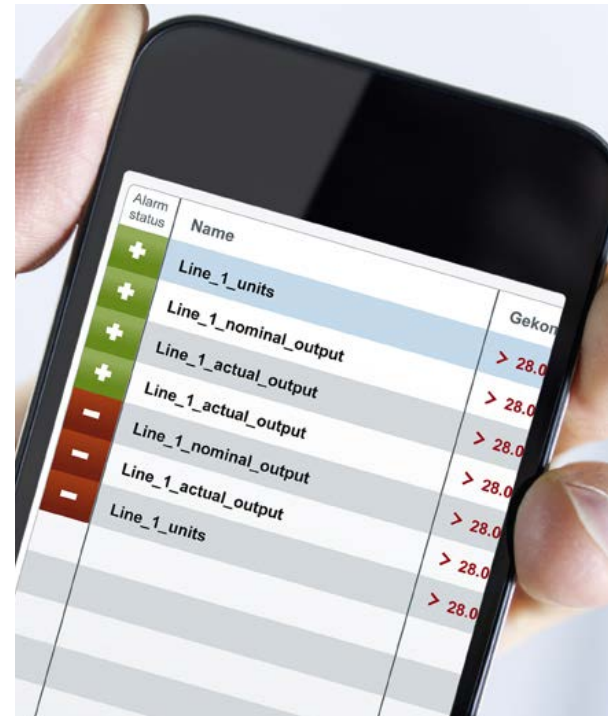 Alarm
status
Name
Gekom
Line_1_units
> 28.0
Line_1_nominal_output
> 28.0
Line_1_actual_output
> 28.0
Line_1_actual_output
> 28.0
Line_1_nominal_output
> 28.0
Line_1_actual_output
> 28.0
Line_1_units
> 28.0